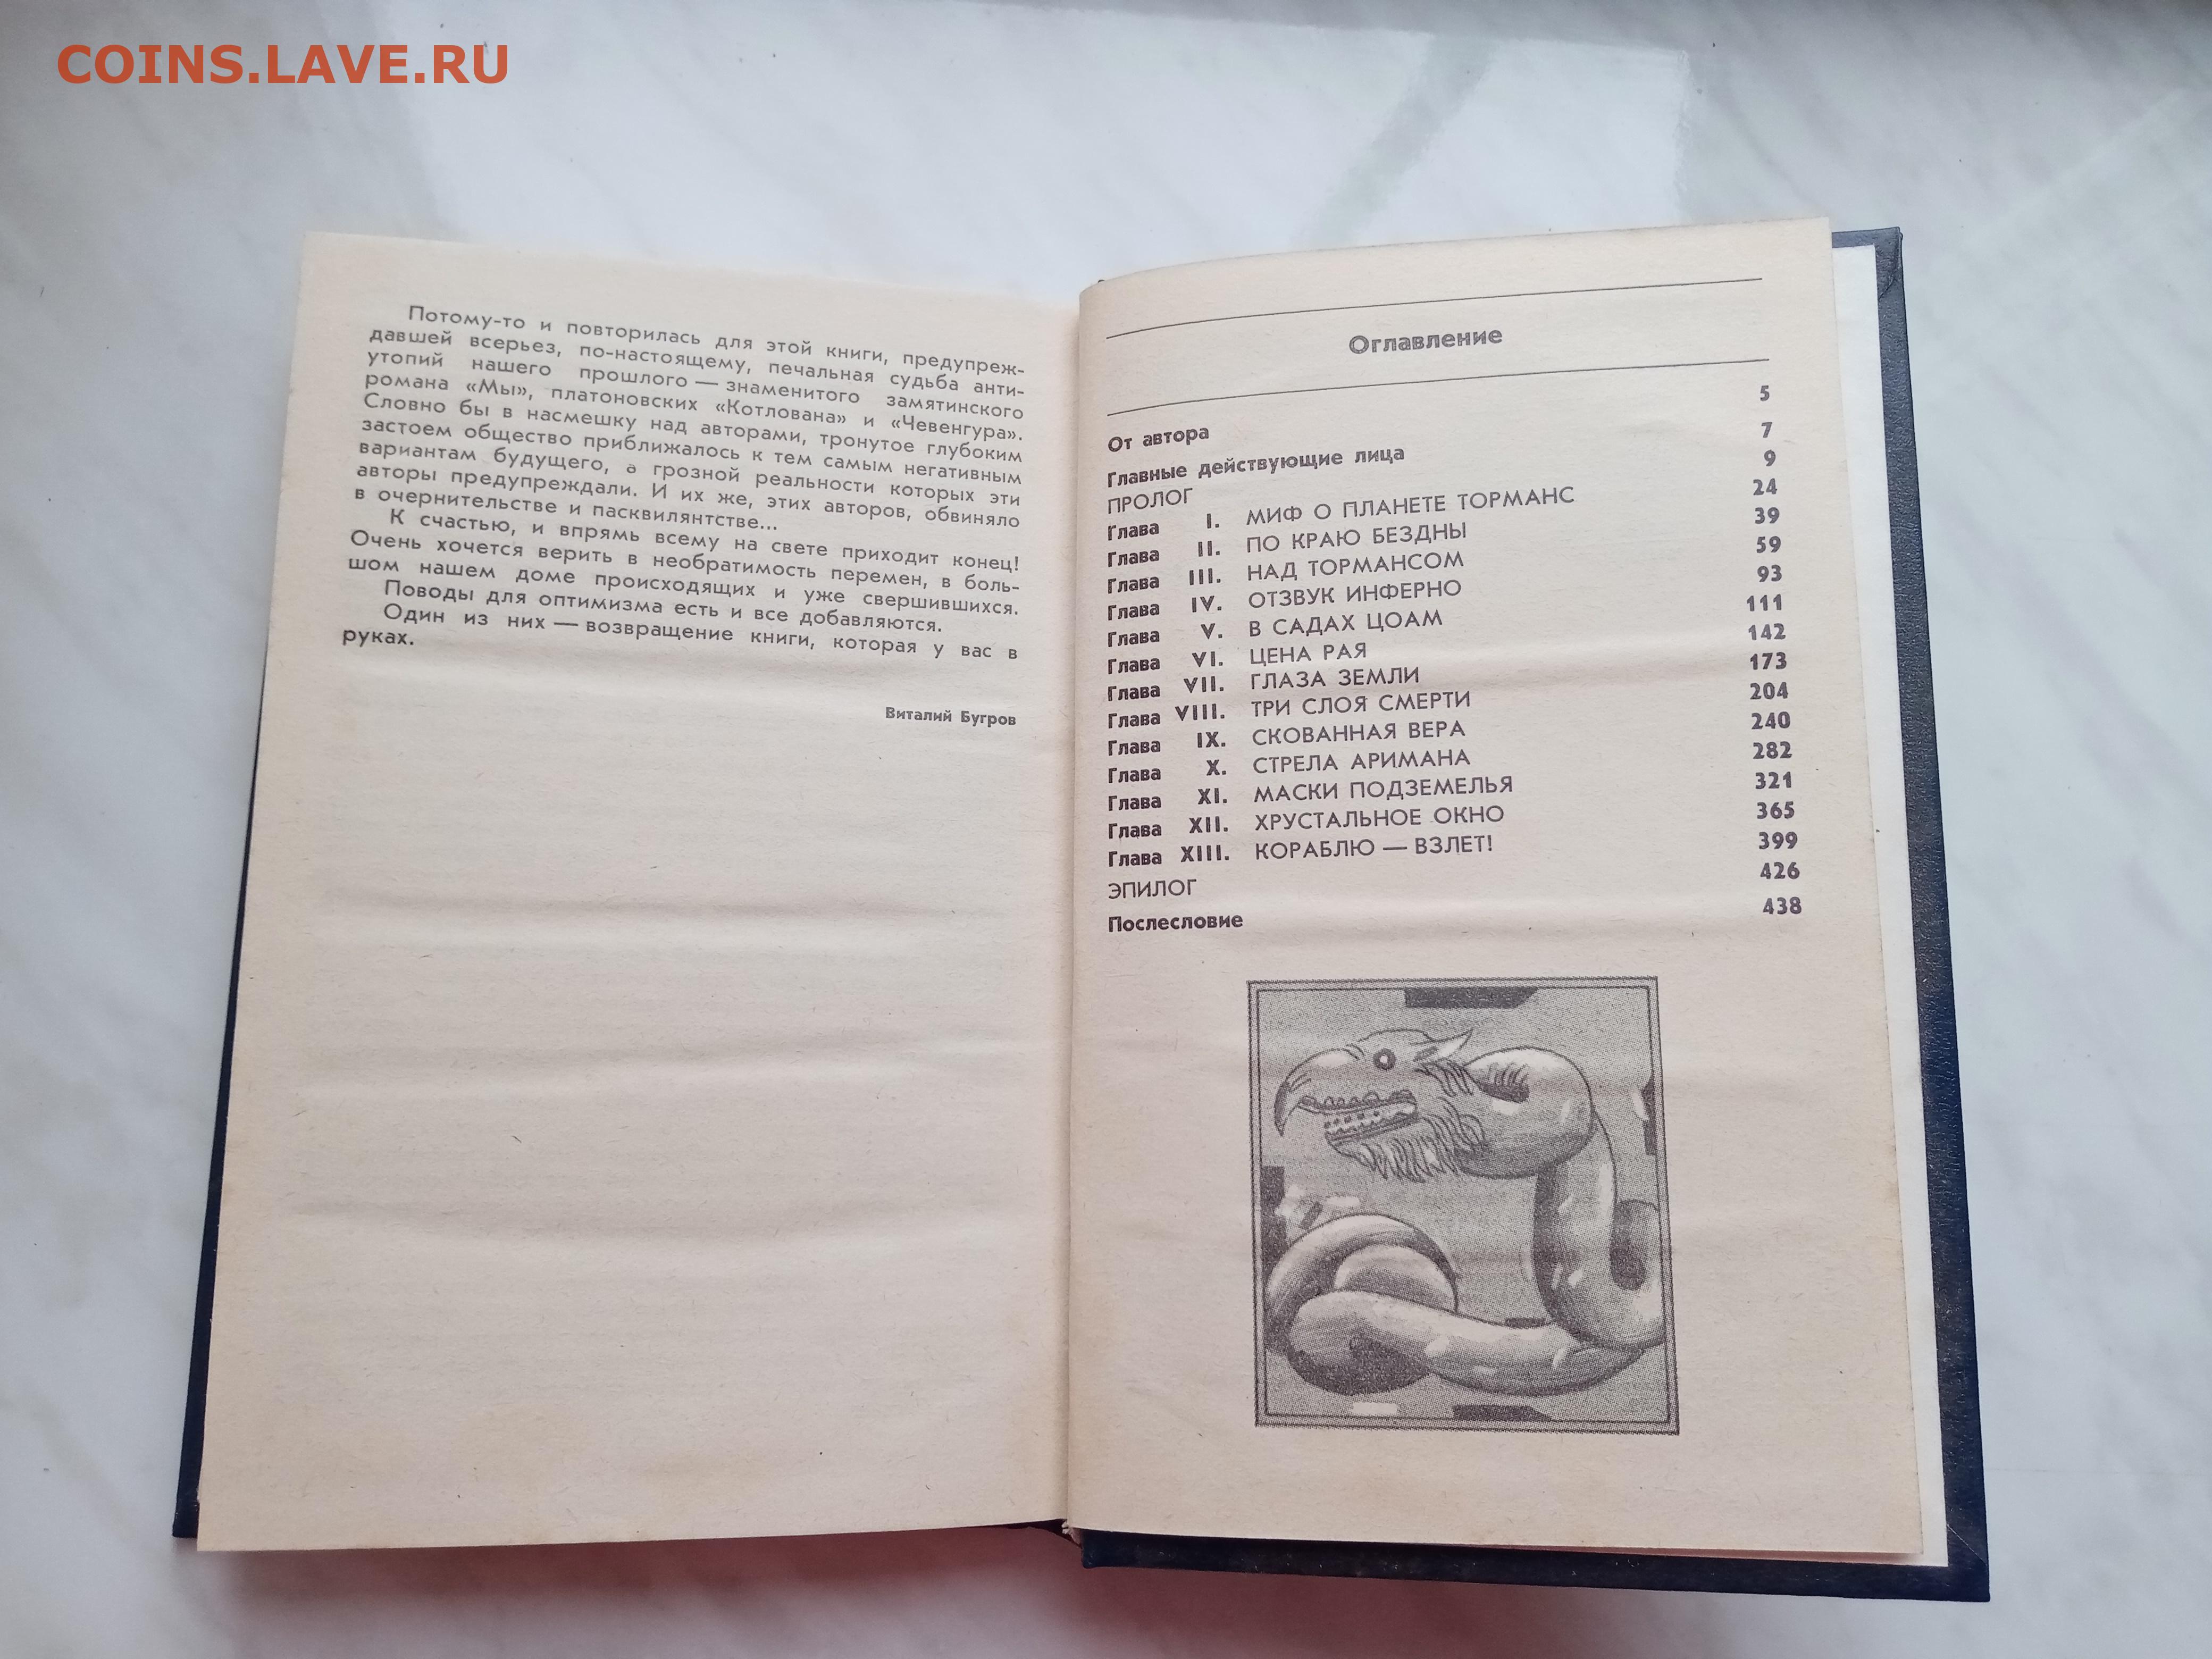 COINS.LAVE.RU
Потому-то и повторилась для этой книги, предупреж-
давшей всерьез, по-настоящему, печальная судьба анти-
утопий нашего прошлого — знаменитого замятинского
романа «Мы», платоновских «Котлована» и «Чевенгура».
Словно бы в насмешку над авторами, тронутое глубоким
застоем общество приближалось к тем самым негативным
вариантам будущего, а грозной реальности которых эти
авторы предупреждали. И их же, этих авторов, обвиняло
в очернительстве и пасквилянтстве...
К счастью, и впрямь всему на свете приходит конец!
Очень хочется верить в необратимость перемен, в боль-
шом нашем доме происходящих и уже свершившихся.
Поводы для оптимизма есть и все добавляются.
Один из них — возвращение книги, которая у вас в
руках.
Виталий Бугров
Оглавление
От автора 5
Главные действующие лица 7
ПРОЛОГ 9
Глава I. МИФ О ПЛАНЕТЕ ТОРМАНС 24
Глава II. ПО КРАЮ БЕЗДНЫ 39
Глава III. НАД ТОРМАНСОМ 59
Глава IV. ОТЗВУК ИНФЕРНО 93
Глава V. В САДАХ ЦОАМ 111
Глава VI. ЦЕНА РАЯ 142
Глава VII. ГЛАЗА ЗЕМЛИ 173
Глава VIII. ТРИ СЛОЯ СМЕРТИ 204
Глава IX. СКОВАННАЯ ВЕРА 240
Глава X. СТРЕЛА АРИМАНА 282
Глава XI. МАСКИ ПОДЗЕМЕЛЬЯ 321
Глава XII. ХРУСТАЛЬНОЕ ОКНО 365
Глава XIII. КОРАБЛЮ — ВЗЛЕТ! 399
ЭПИЛОГ 426
Послесловие 438